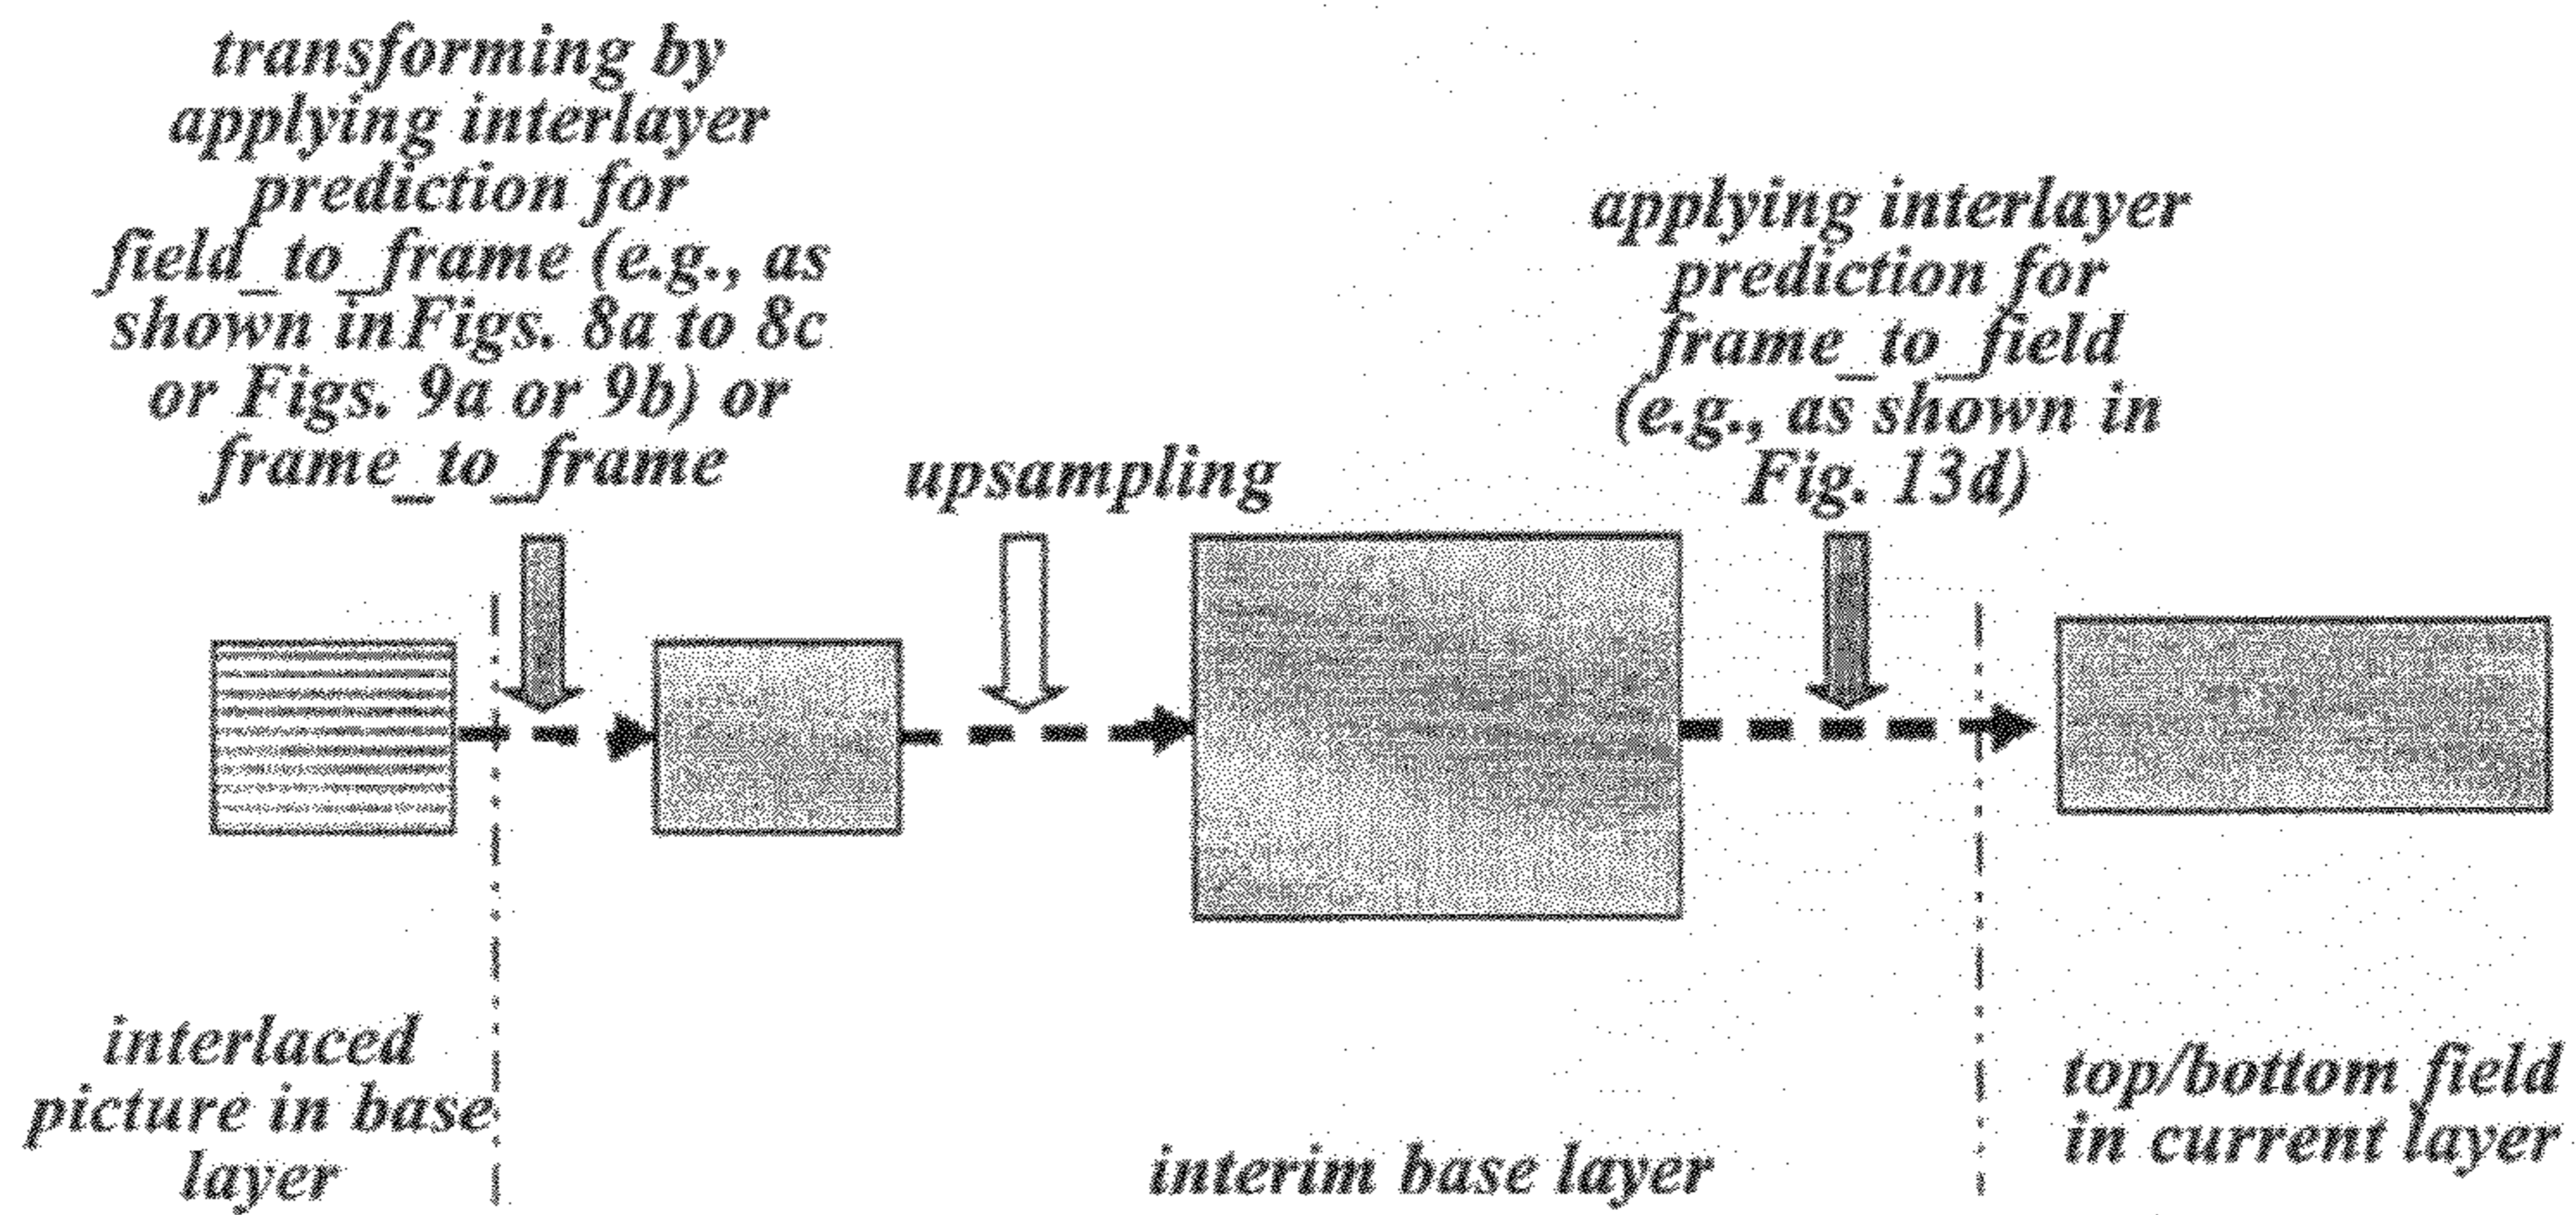 transforming by
applying interlayer
prediction for
field_to_frame (e.g., as
shown in Figs. 8a to 8c
or Figs. 9a or 9b) or
frame_to_frame
upsampling
applying interlayer
prediction for
frame_to_field
(e.g., as shown in
Fig. 13d)
interlaced
picture in base
layer
interim base layer
top/bottom field
in current layer